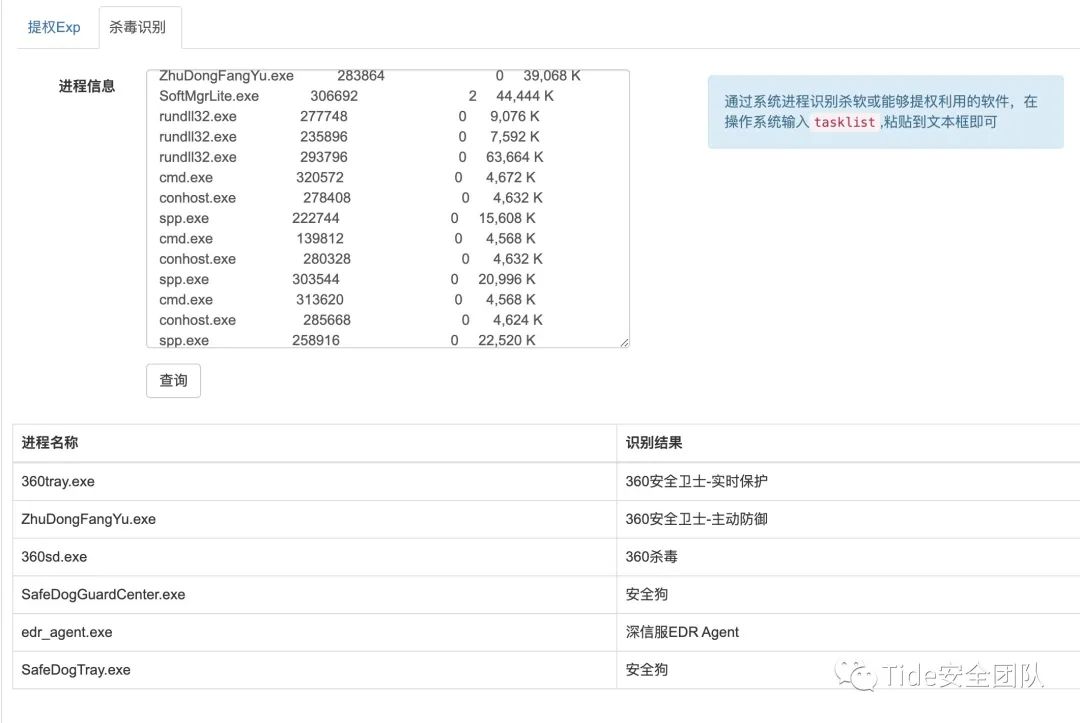 提权Exp 杀毒识别
进程信息
ZhuDongFangYu.exe 283864 0 39,068 K
SoftMgrLite.exe 306692 2 44,444 K
rundll32.exe 277748 0 9,076 K
rundll32.exe 235896 0 7,592 K
rundll32.exe 293796 0 63,664 K
cmd.exe 320572 0 4,672 K
conhost.exe 278408 0 4,632 K
spp.exe 222744 0 15,608 K
cmd.exe 139812 0 4,568 K
conhost.exe 280328 0 4,632 K
spp.exe 303544 0 20,996 K
cmd.exe 313620 0 4,568 K
conhost.exe 285668 0 4,624 K
spp.exe 258916 0 22,520 K
通过系统进程识别杀软或能够提权利用的软件，在
操作系统输入 tasklist ,粘贴到文本框即可
查询
进程名称 识别结果
360tray.exe 360安全卫士-实时保护
ZhuDongFangYu.exe 360安全卫士-主动防御
360sd.exe 360杀毒
SafeDogGuardCenter.exe 安全狗
edr_agent.exe 深信服EDR Agent
SafeDogTray.exe 安全狗
Tide安全团队